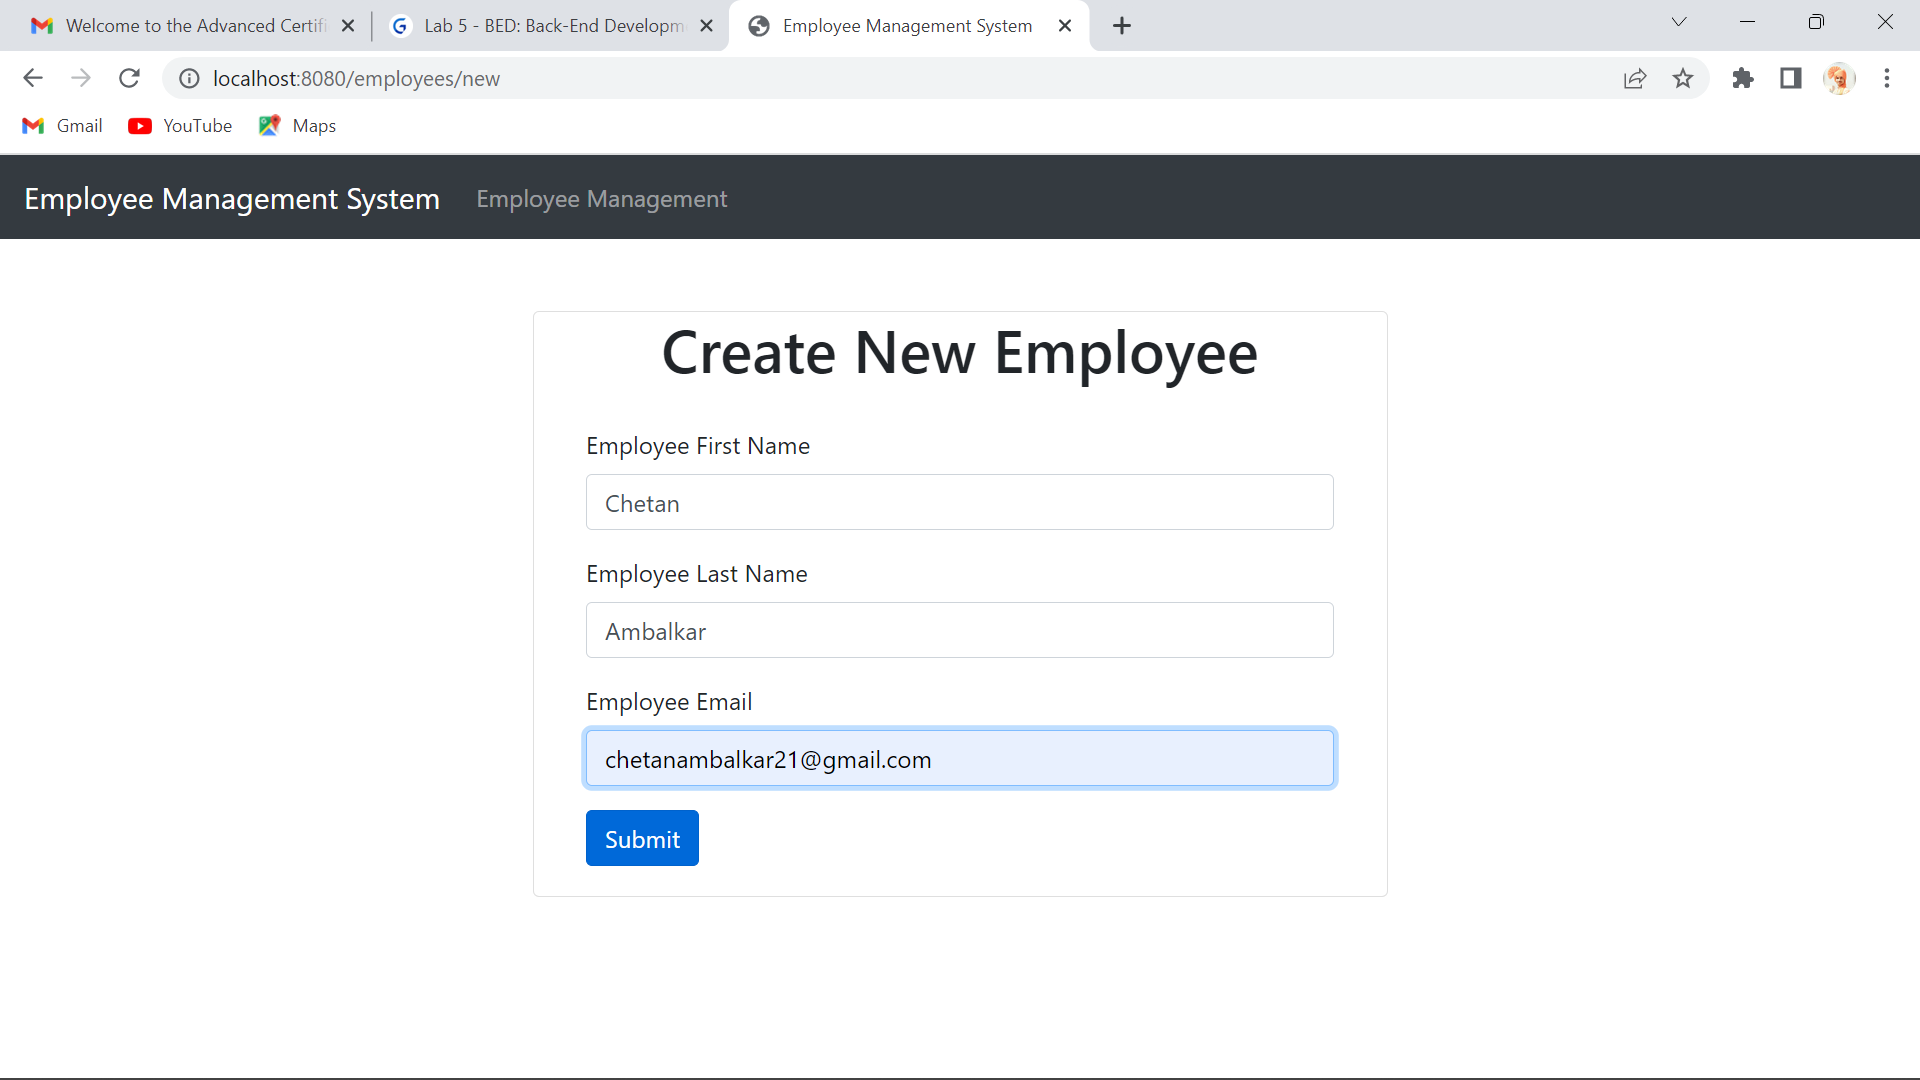 Welcome to the Advanced Certifi
Lab 5 - BED: Back-End Developm
Employee Management System
localhost:8080/employees/new
Gmail
YouTube
Maps
Employee Management System
Employee Management
Create New Employee
Employee First Name
Chetan
Employee Last Name
Ambalkar
Employee Email
chetanambalkar21@gmail.com
Submit